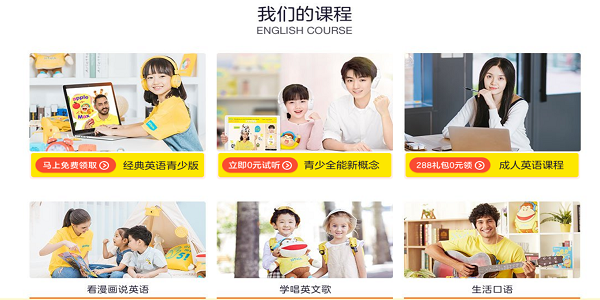 我们的课程
ENGLISH COURSE
apple
Max
马上免费领取
经典英语青少版
立即0元试听
青少全能新概念
288礼包0元领
成人英语课程
看漫画说英语
学唱英文歌
生活口语